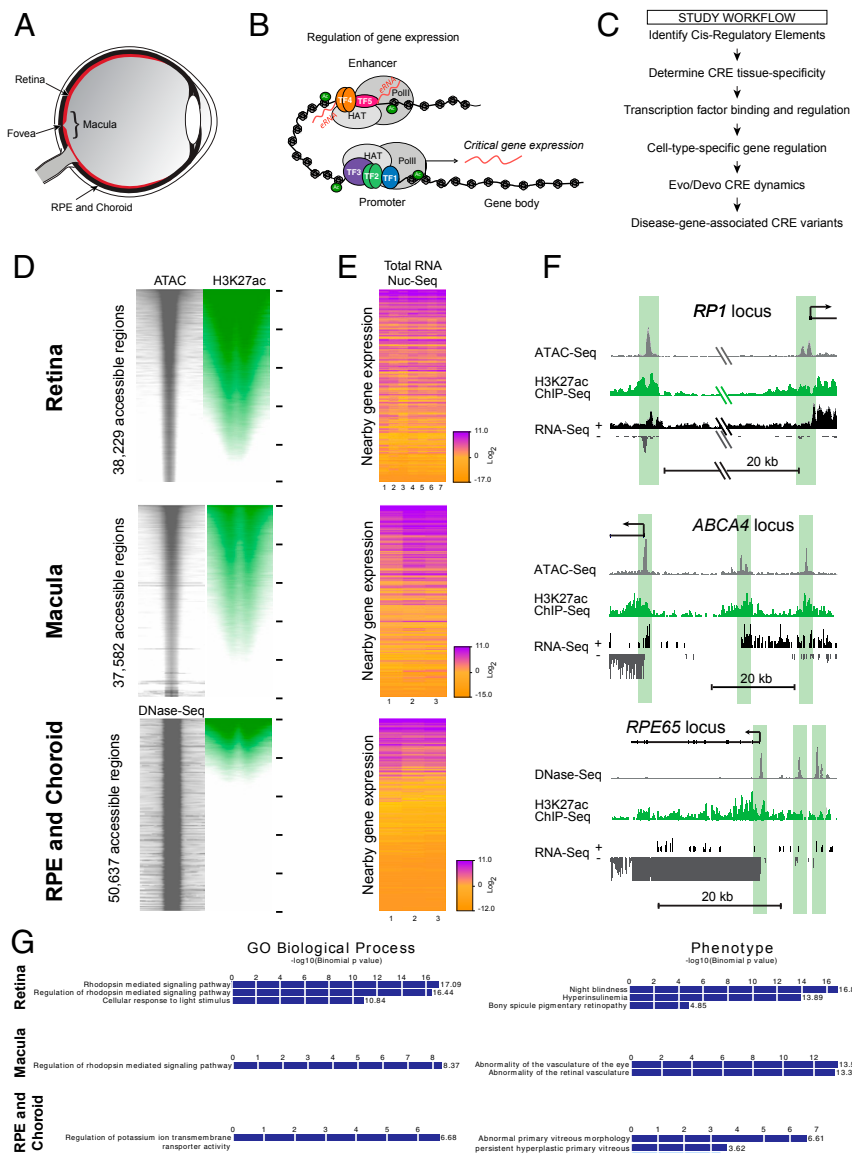 A
Retina
Fovea
Macula
RPE and Choroid
B
Regulation of gene expression
Enhancer
eRNA
PolII
Ac
TF4
TF5
Ac
eRNA
HAT
HAT
PolII
Critical gene expression
TF3
TF2
TF1
Ac
Ac
Promoter
Gene body
C
STUDY WORKFLOW
Identify Cis-Regulatory Elements
Determine CRE tissue-specificity
Transcription factor binding and regulation
Cell-type-specific gene regulation
Evo/Devo CRE dynamics
Disease-gene-associated CRE variants
D
ATAC
H3K27ac
Retina
38,229 accessible regions
Macula
37,582 accessible regions
DNase-Seq
RPE and Choroid
50,637 accessible regions
E
Total RNA
Nuc-Seq
Nearby gene expression
11.0
0
-17.0
Log2
1 2 3 4 5 6 7
Nearby gene expression
11.0
0
-15.0
Log2
1 2 3
Nearby gene expression
11.0
0
-12.0
Log2
1 2 3
F
RP1 locus
ATAC-Seq
H3K27ac
ChIP-Seq
RNA-Seq +
-
20 kb
ABCA4 locus
ATAC-Seq
H3K27ac
ChIP-Seq
RNA-Seq +
-
20 kb
RPE65 locus
DNase-Seq
H3K27ac
ChIP-Seq
RNA-Seq +
-
20 kb
G
GO Biological Process
-log10(Binomial p value)
Retina
0 2 4 6 8 10 12 14 16
Rhodopsin mediated signaling pathway 17.09
Regulation of rhodopsin mediated signaling pathway 16.44
Cellular response to light stimulus 10.84
Macula
0 1 2 3 4 5 6 7 8
Regulation of rhodopsin mediated signaling pathway 8.37
RPE and
Choroid
0 1 2 3 4 5 6
Regulation of potassium ion transmembrane 6.68
ransporter activity
Phenotype
-log10(Binomial p value)
0 2 4 6 8 10 12 14 16
Night blindness 16.8
Hyperinsulinemia 13.89
Bony spicule pigmentary retinopathy 4.85
0 2 4 6 8 10 12
Abnormality of the vasculature of the eye 13.5
Abnormality of the retinal vasculature 13.3
0 1 2 3 4 5 6 7
Abnormal primary vitreous morphology 6.61
persistent hyperplastic primary vitreous 3.62